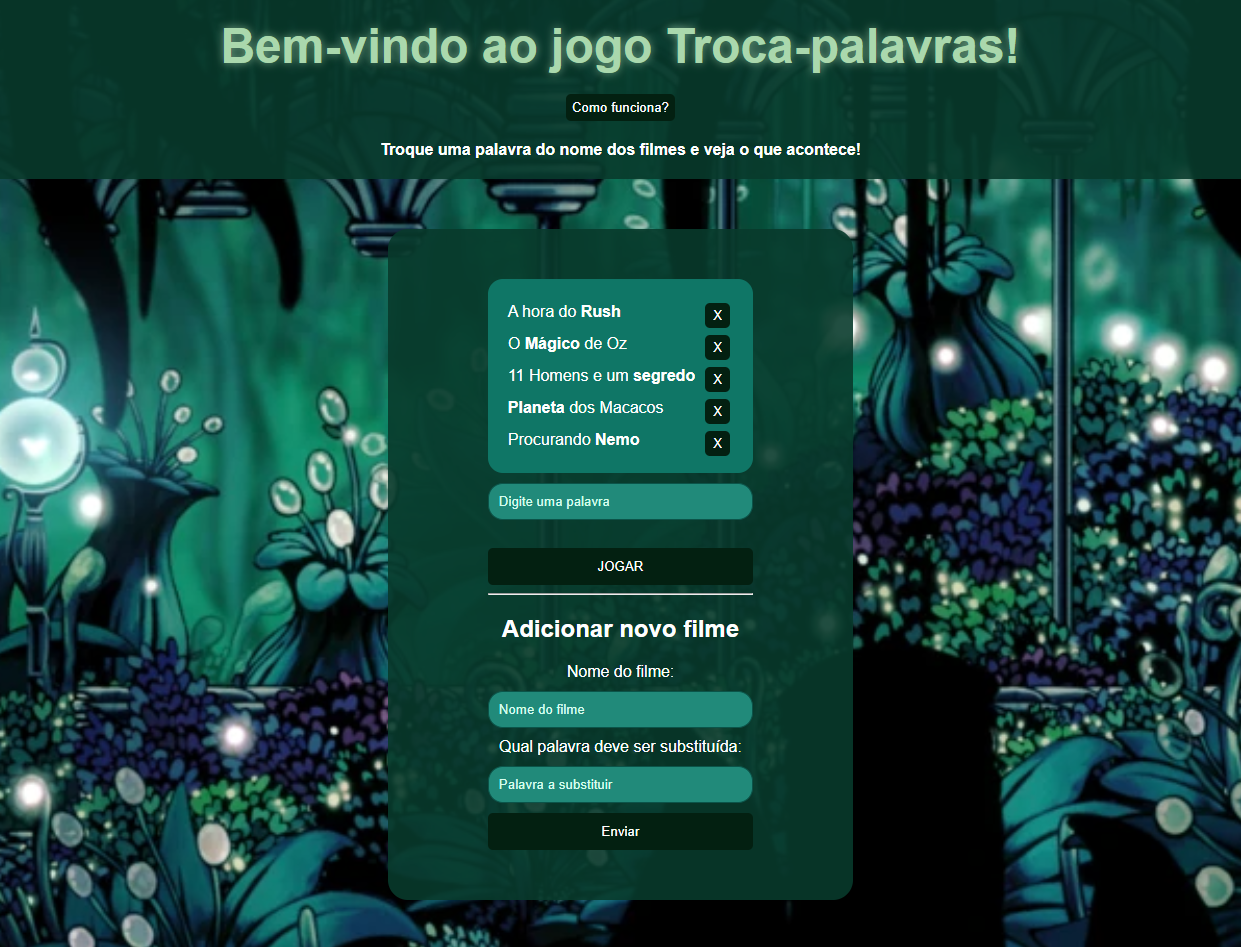 Bem-vindo ao jogo Troca-palavras!
Como funciona?
Troque uma palavra do nome dos filmes e veja o que acontece!
A hora do Rush X
O Mágico de Oz X
11 Homens e um segredo X
Planeta dos Macacos X
Procurando Nemo X
Digite uma palavra
JOGAR
Adicionar novo filme
Nome do filme:
Nome do filme
Qual palavra deve ser substituída:
Palavra a substituir
Enviar